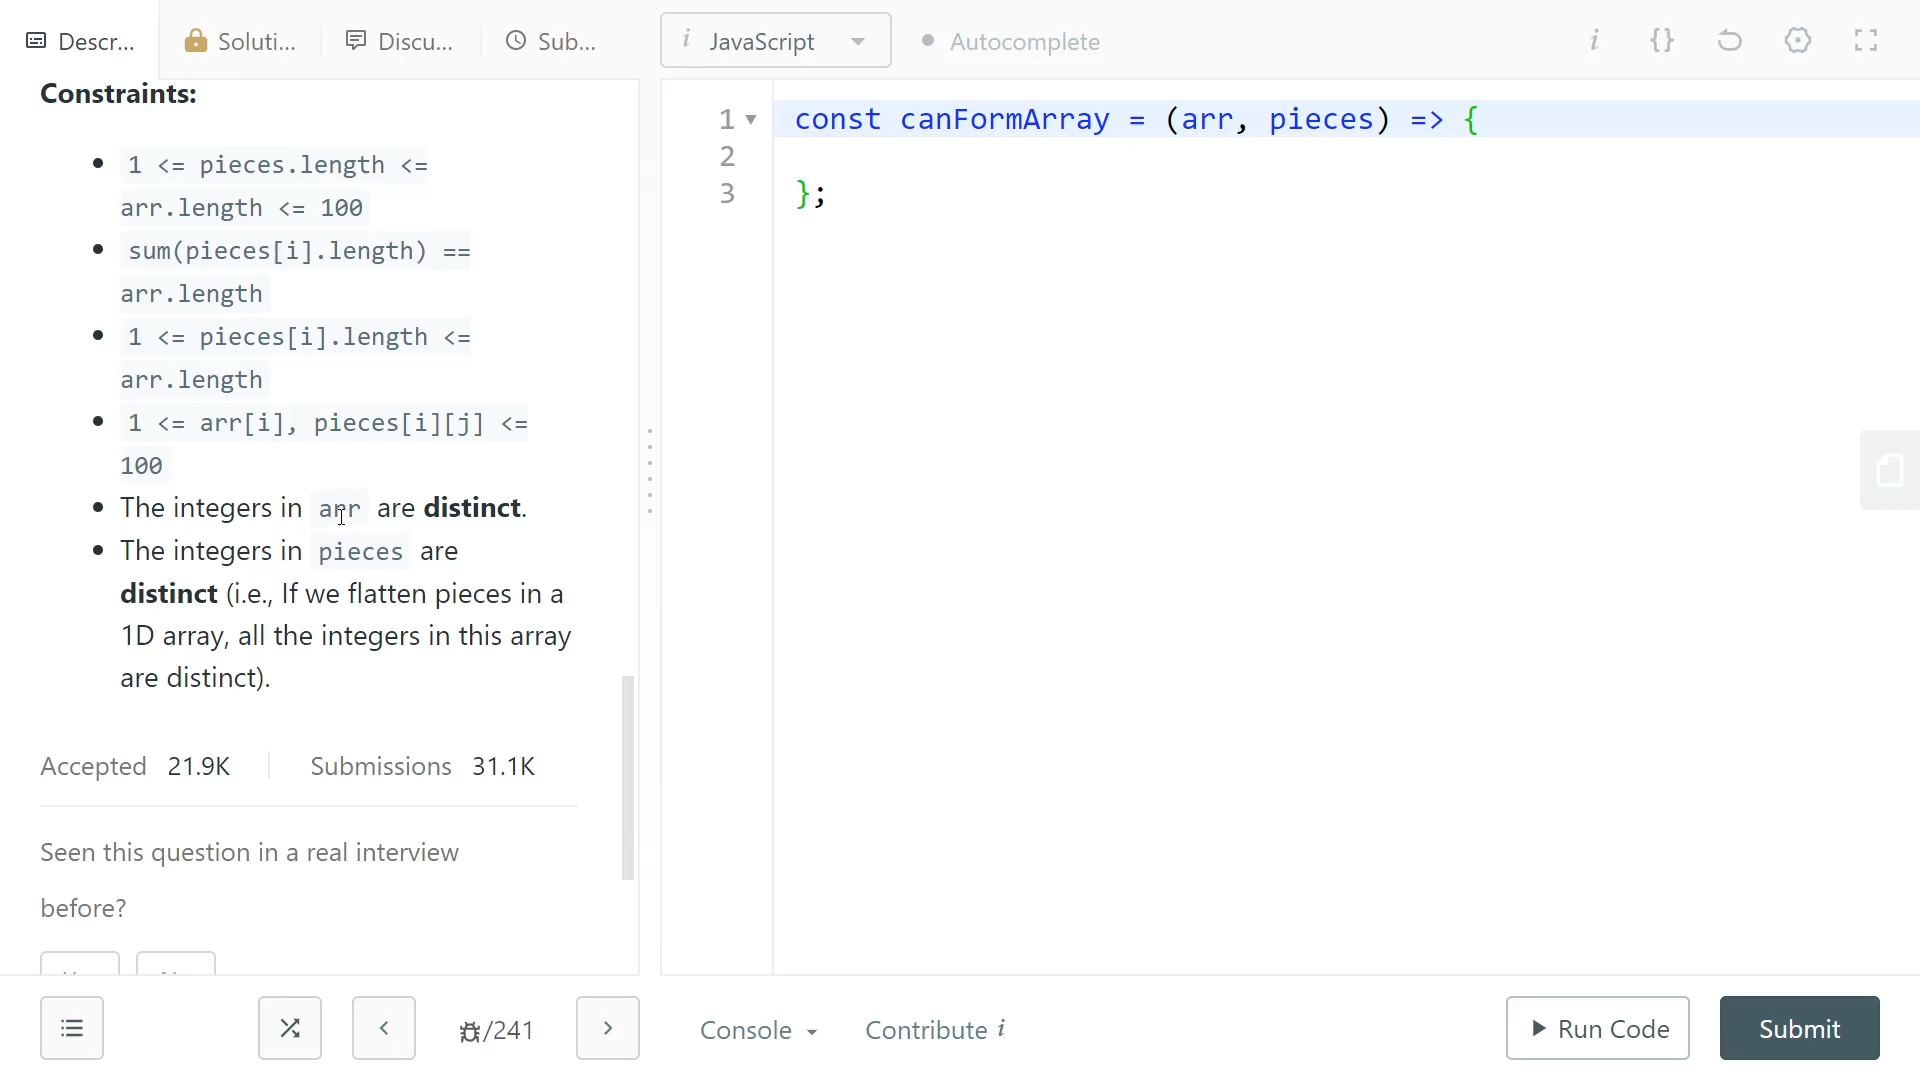 Descr...
Soluti...
Discu...
Sub...
i JavaScript
Autocomplete
i {}
Constraints:
1 <= pieces.length <=
arr.length <= 100
sum(pieces[i].length) ==
arr.length
1 <= pieces[i].length <=
arr.length
1 <= arr[i], pieces[i][j] <=
100
The integers in arr are distinct.
The integers in pieces are
distinct (i.e., If we flatten pieces in a
1D array, all the integers in this array
are distinct).
Accepted 21.9K
Submissions 31.1K
Seen this question in a real interview
before?
1 const canFormArray = (arr, pieces) => {
2
3 };
/241
Console
Contribute i
Run Code
Submit